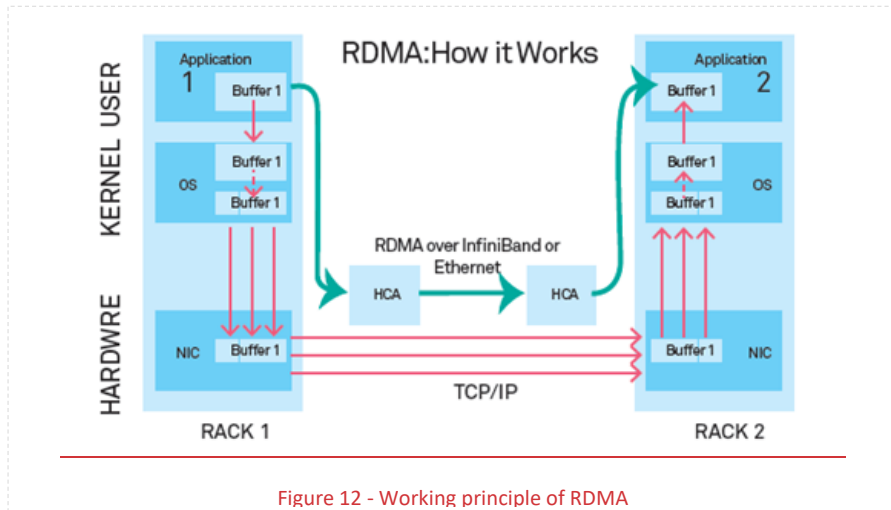 RDMA:How it Works
USER
KERNEL
HARDWRE
Application
1
Buffer 1
OS
Buffer 1
Buffer 1
NIC
Buffer 1
RACK 1
RDMA over InfiniBand or
Ethernet
HCA
HCA
TCP/IP
Application
2
Buffer 1
Buffer 1
OS
Buffer 1
Buffer 1
NIC
RACK 2
Figure 12 - Working principle of RDMA